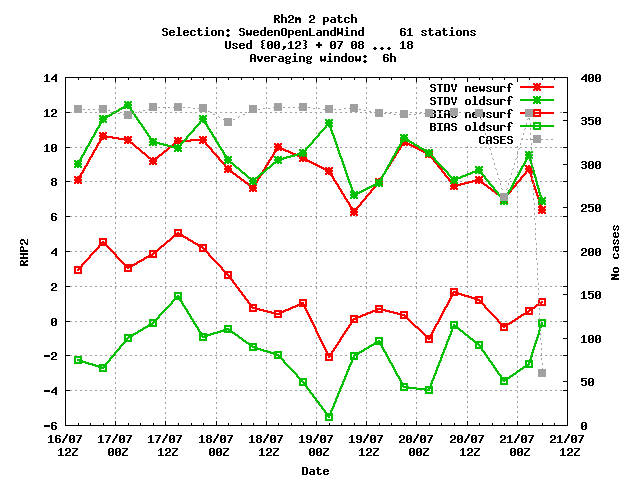 Rh2m 2 patch
Selection: SwedenOpenLandWind 61 stations
Used {00,12} + 07 08 ... 18
Averaging window: 6h
STDV newsurf
STDV oldsurf
BIAS newsurf
BIAS oldsurf
CASES
14
12
10
8
6
4
2
0
-2
-4
-6
RHP2
400
350
300
250
200
150
100
50
0
No cases
16/07 17/07 17/07 18/07 18/07 19/07 19/07 20/07 20/07 21/07 21/07
12Z 00Z 12Z 00Z 12Z 00Z 12Z 00Z 12Z 00Z 12Z
Date